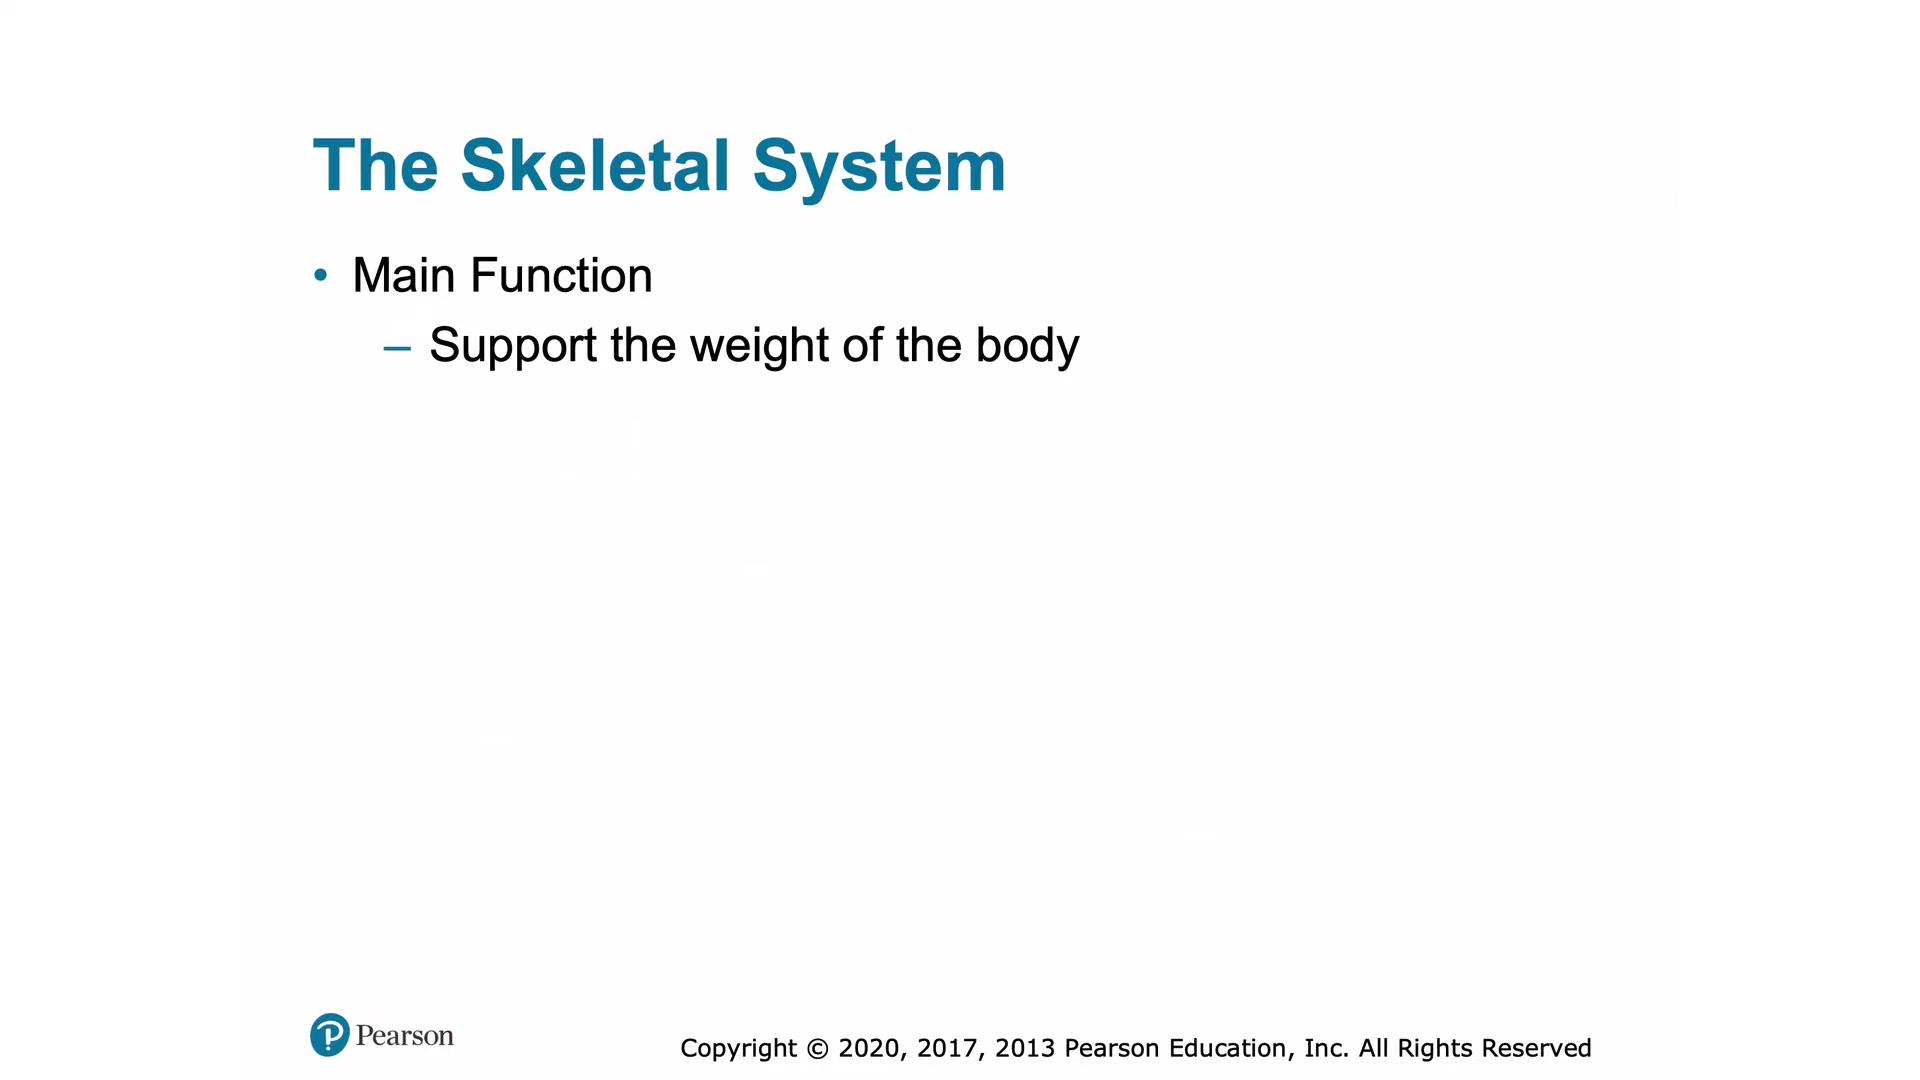 The Skeletal System
• Main Function
– Support the weight of the body
Pearson
Copyright © 2020, 2017, 2013 Pearson Education, Inc. All Rights Reserved